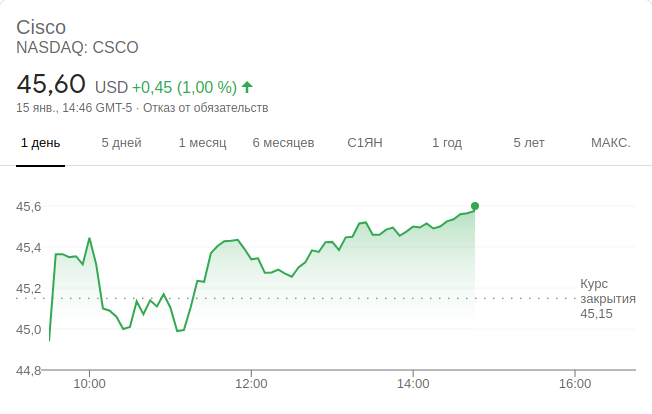 Cisco
NASDAQ: CSCO
45,60 USD +0,45 (1,00 %)
15 янв., 14:46 GMT-5 · Отказ от обязательств
1 день 5 дней 1 месяц 6 месяцев С1ЯН 1 год 5 лет МАКС.
45,6
45,4
45,2
45,0
44,8
Курс
закрытия
45,15
10:00 12:00 14:00 16:00